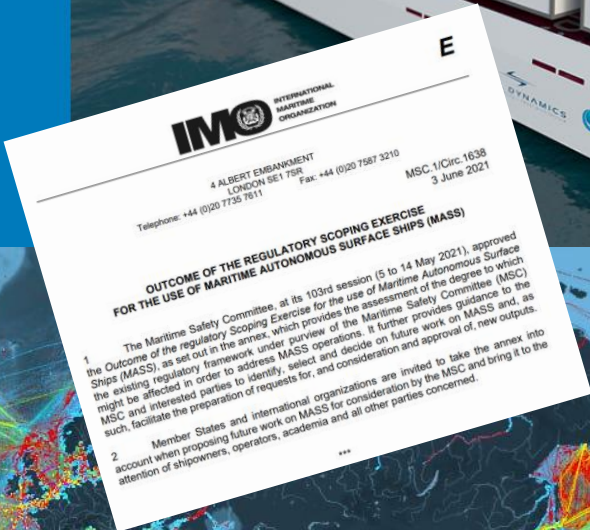 E
IMO
INTERNATIONAL
MARITIME
ORGANIZATION
4 ALBERT EMBANKMENT
LONDON SE1 7SR
Telephone: +44 (0)20 7735 7611 Fax: +44 (0)20 7587 3210
MSC.1/Circ.1638
3 June 2021
OUTCOME OF THE REGULATORY SCOPING EXERCISE
FOR THE USE OF MARITIME AUTONOMOUS SURFACE SHIPS (MASS)
1 The Maritime Safety Committee, at its 103rd session (5 to 14 May 2021), approved
the Outcome of the regulatory Scoping Exercise for the use of Maritime Autonomous Surface
Ships (MASS), as set out in the annex, which provides the assessment of the degree to which
the existing regulatory framework under purview of the Maritime Safety Committee (MSC)
might be affected in order to address MASS operations. It further provides guidance to the
MSC and interested parties to identify, select and decide on future work on MASS and, as
such, facilitate the preparation of requests for, and consideration and approval of, new outputs.
2 Member States and international organizations are invited to take the annex into
account when proposing future work on MASS for consideration by the MSC and bring it to the
attention of shipowners, operators, academia and all other parties concerned.
***
DYNAMICS